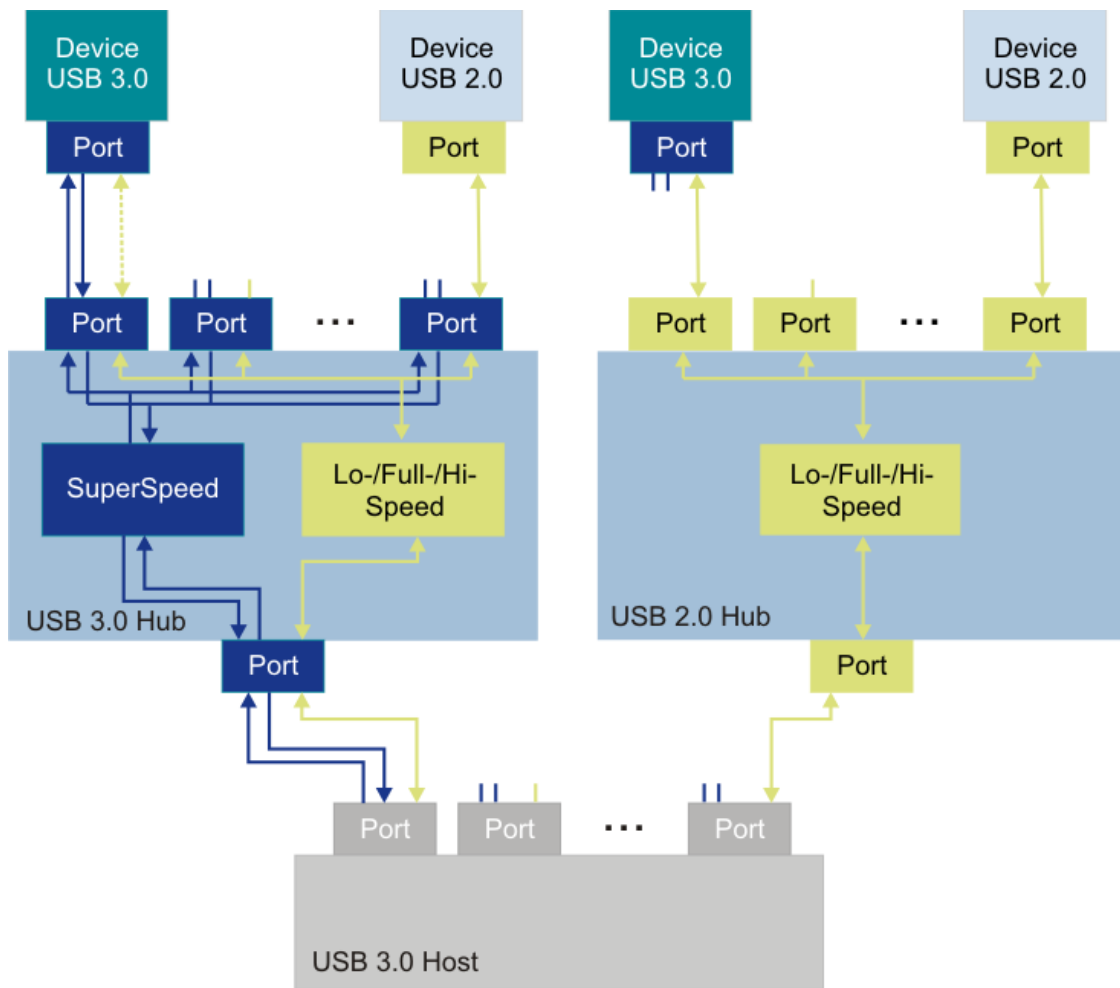 Device
USB 3.0
Device
USB 2.0
Device
USB 3.0
Device
USB 2.0
Port
Port
Port
Port
Port
Port
...
Port
Port
Port
...
Port
SuperSpeed
Lo-/Full-/Hi-
Speed
Lo-/Full-/Hi-
Speed
USB 3.0 Hub
USB 2.0 Hub
Port
Port
Port
Port
...
Port
USB 3.0 Host